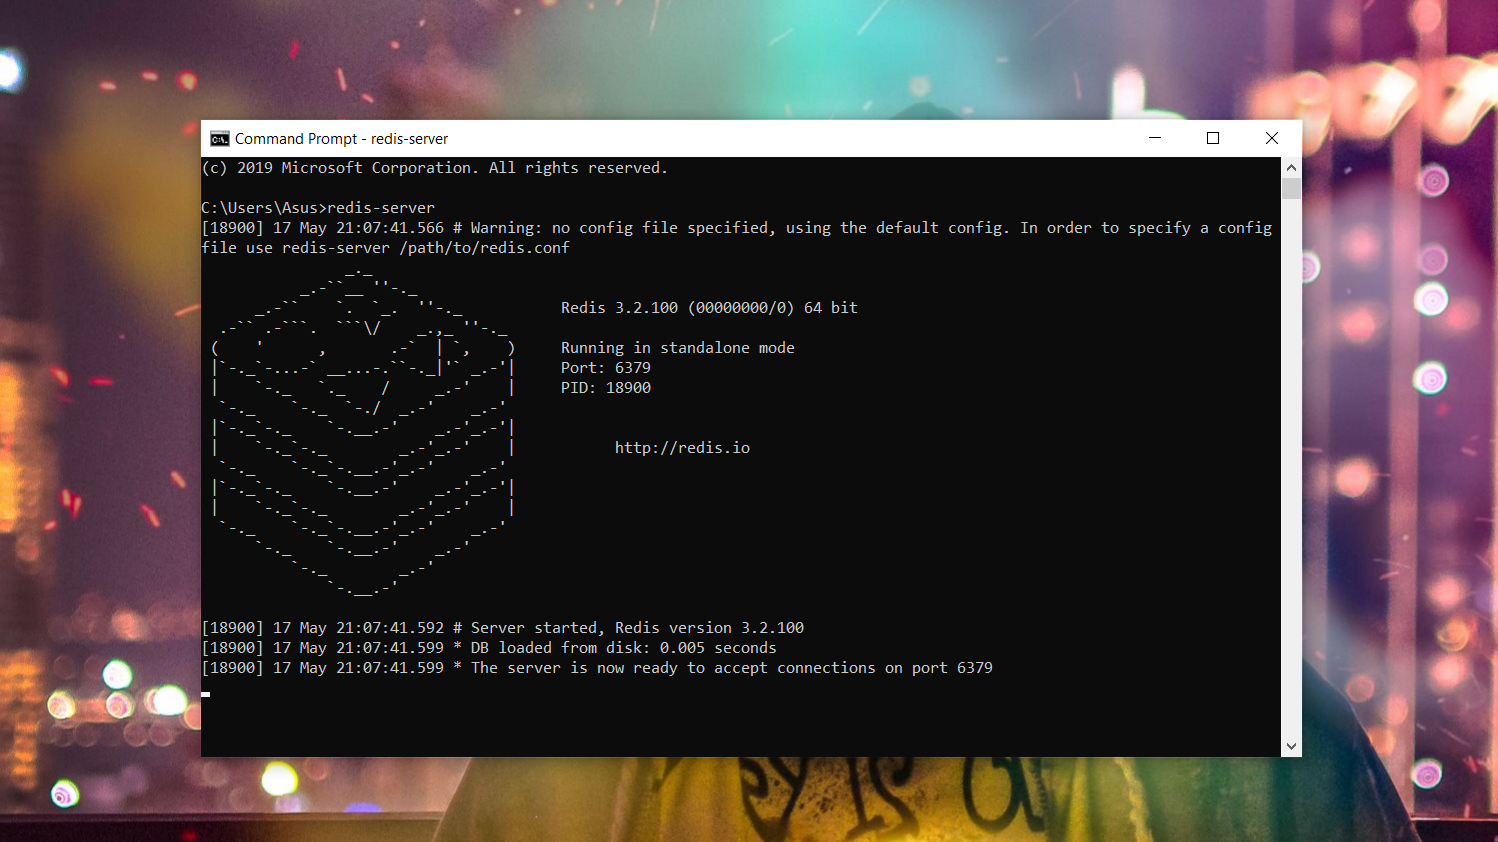 Command Prompt - redis-server
(c) 2019 Microsoft Corporation. All rights reserved.
C:\Users\Asus>redis-server
[18900] 17 May 21:07:41.566 # Warning: no config file specified, using the default config. In order to specify a config
file use redis-server /path/to/redis.conf
Redis 3.2.100 (00000000/0) 64 bit
Running in standalone mode
Port: 6379
PID: 18900
http://redis.io
[18900] 17 May 21:07:41.592 # Server started, Redis version 3.2.100
[18900] 17 May 21:07:41.599 * DB loaded from disk: 0.005 seconds
[18900] 17 May 21:07:41.599 * The server is now ready to accept connections on port 6379